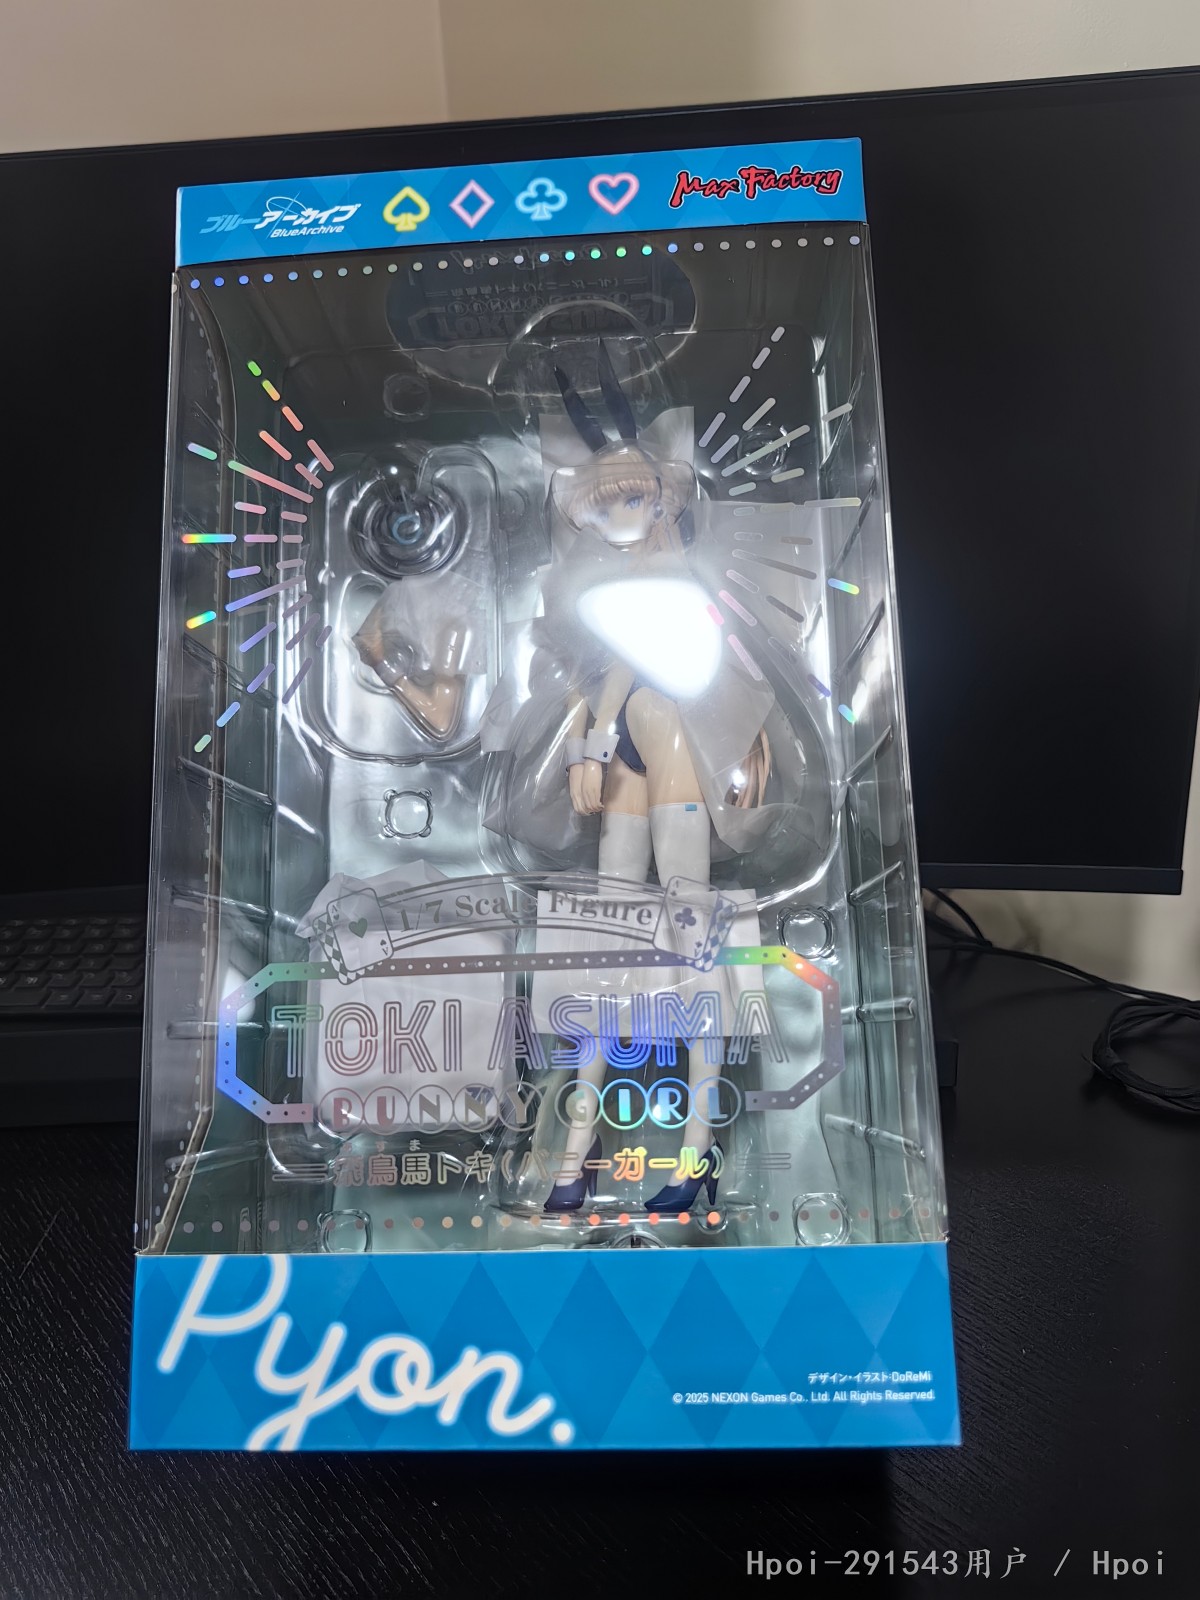 ブルーアーカイブ
BlueArchive
Max Factory
1/7 Scale Figure
TOKI ASUMA
BUNNY GIRL
あすま
飛鳥馬トキ(バニーガール)
Pyon.
デザイン・イラスト:DoReMi
© 2025 NEXON Games Co., Ltd. All Rights Reserved.
Hpoi-291543用户 / Hpoi